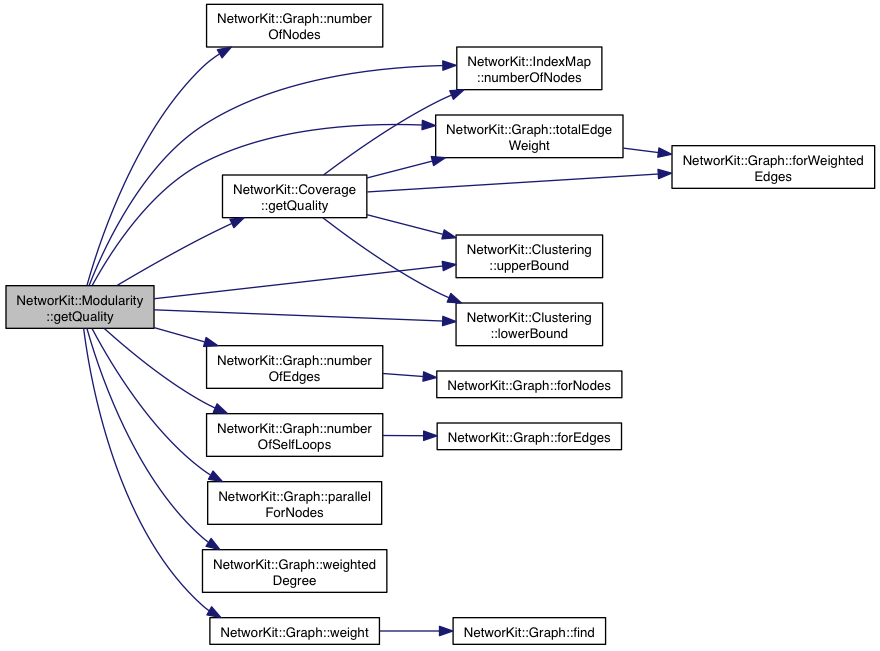 NetworKit::Graph::number
OfNodes
NetworKit::IndexMap
::numberOfNodes
NetworKit::Graph::totalEdge
Weight
NetworKit::Graph::forWeighted
Edges
NetworKit::Coverage
::getQuality
NetworKit::Clustering
::upperBound
NetworKit::Modularity
::getQuality
NetworKit::Clustering
::lowerBound
NetworKit::Graph::number
OfEdges
NetworKit::Graph::forNodes
NetworKit::Graph::number
OfSelfLoops
NetworKit::Graph::forEdges
NetworKit::Graph::parallel
ForNodes
NetworKit::Graph::weighted
Degree
NetworKit::Graph::weight
NetworKit::Graph::find